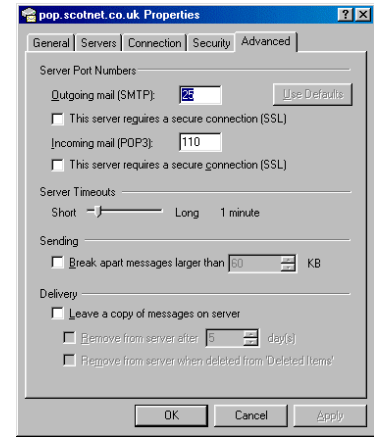 pop.scotnet.co.uk Properties
General Servers Connection Security Advanced
Server Port Numbers
Outgoing mail (SMTP): 25 Use Defaults
This server requires a secure connection (SSL)
Incoming mail (POP3): 110
This server requires a secure connection (SSL)
Server Timeouts
Short Long 1 minute
Sending
Break apart messages larger than 60 KB
Delivery
Leave a copy of messages on server
Remove from server after 5 day(s)
Remove from server when deleted from 'Deleted Items'
OK Cancel Apply